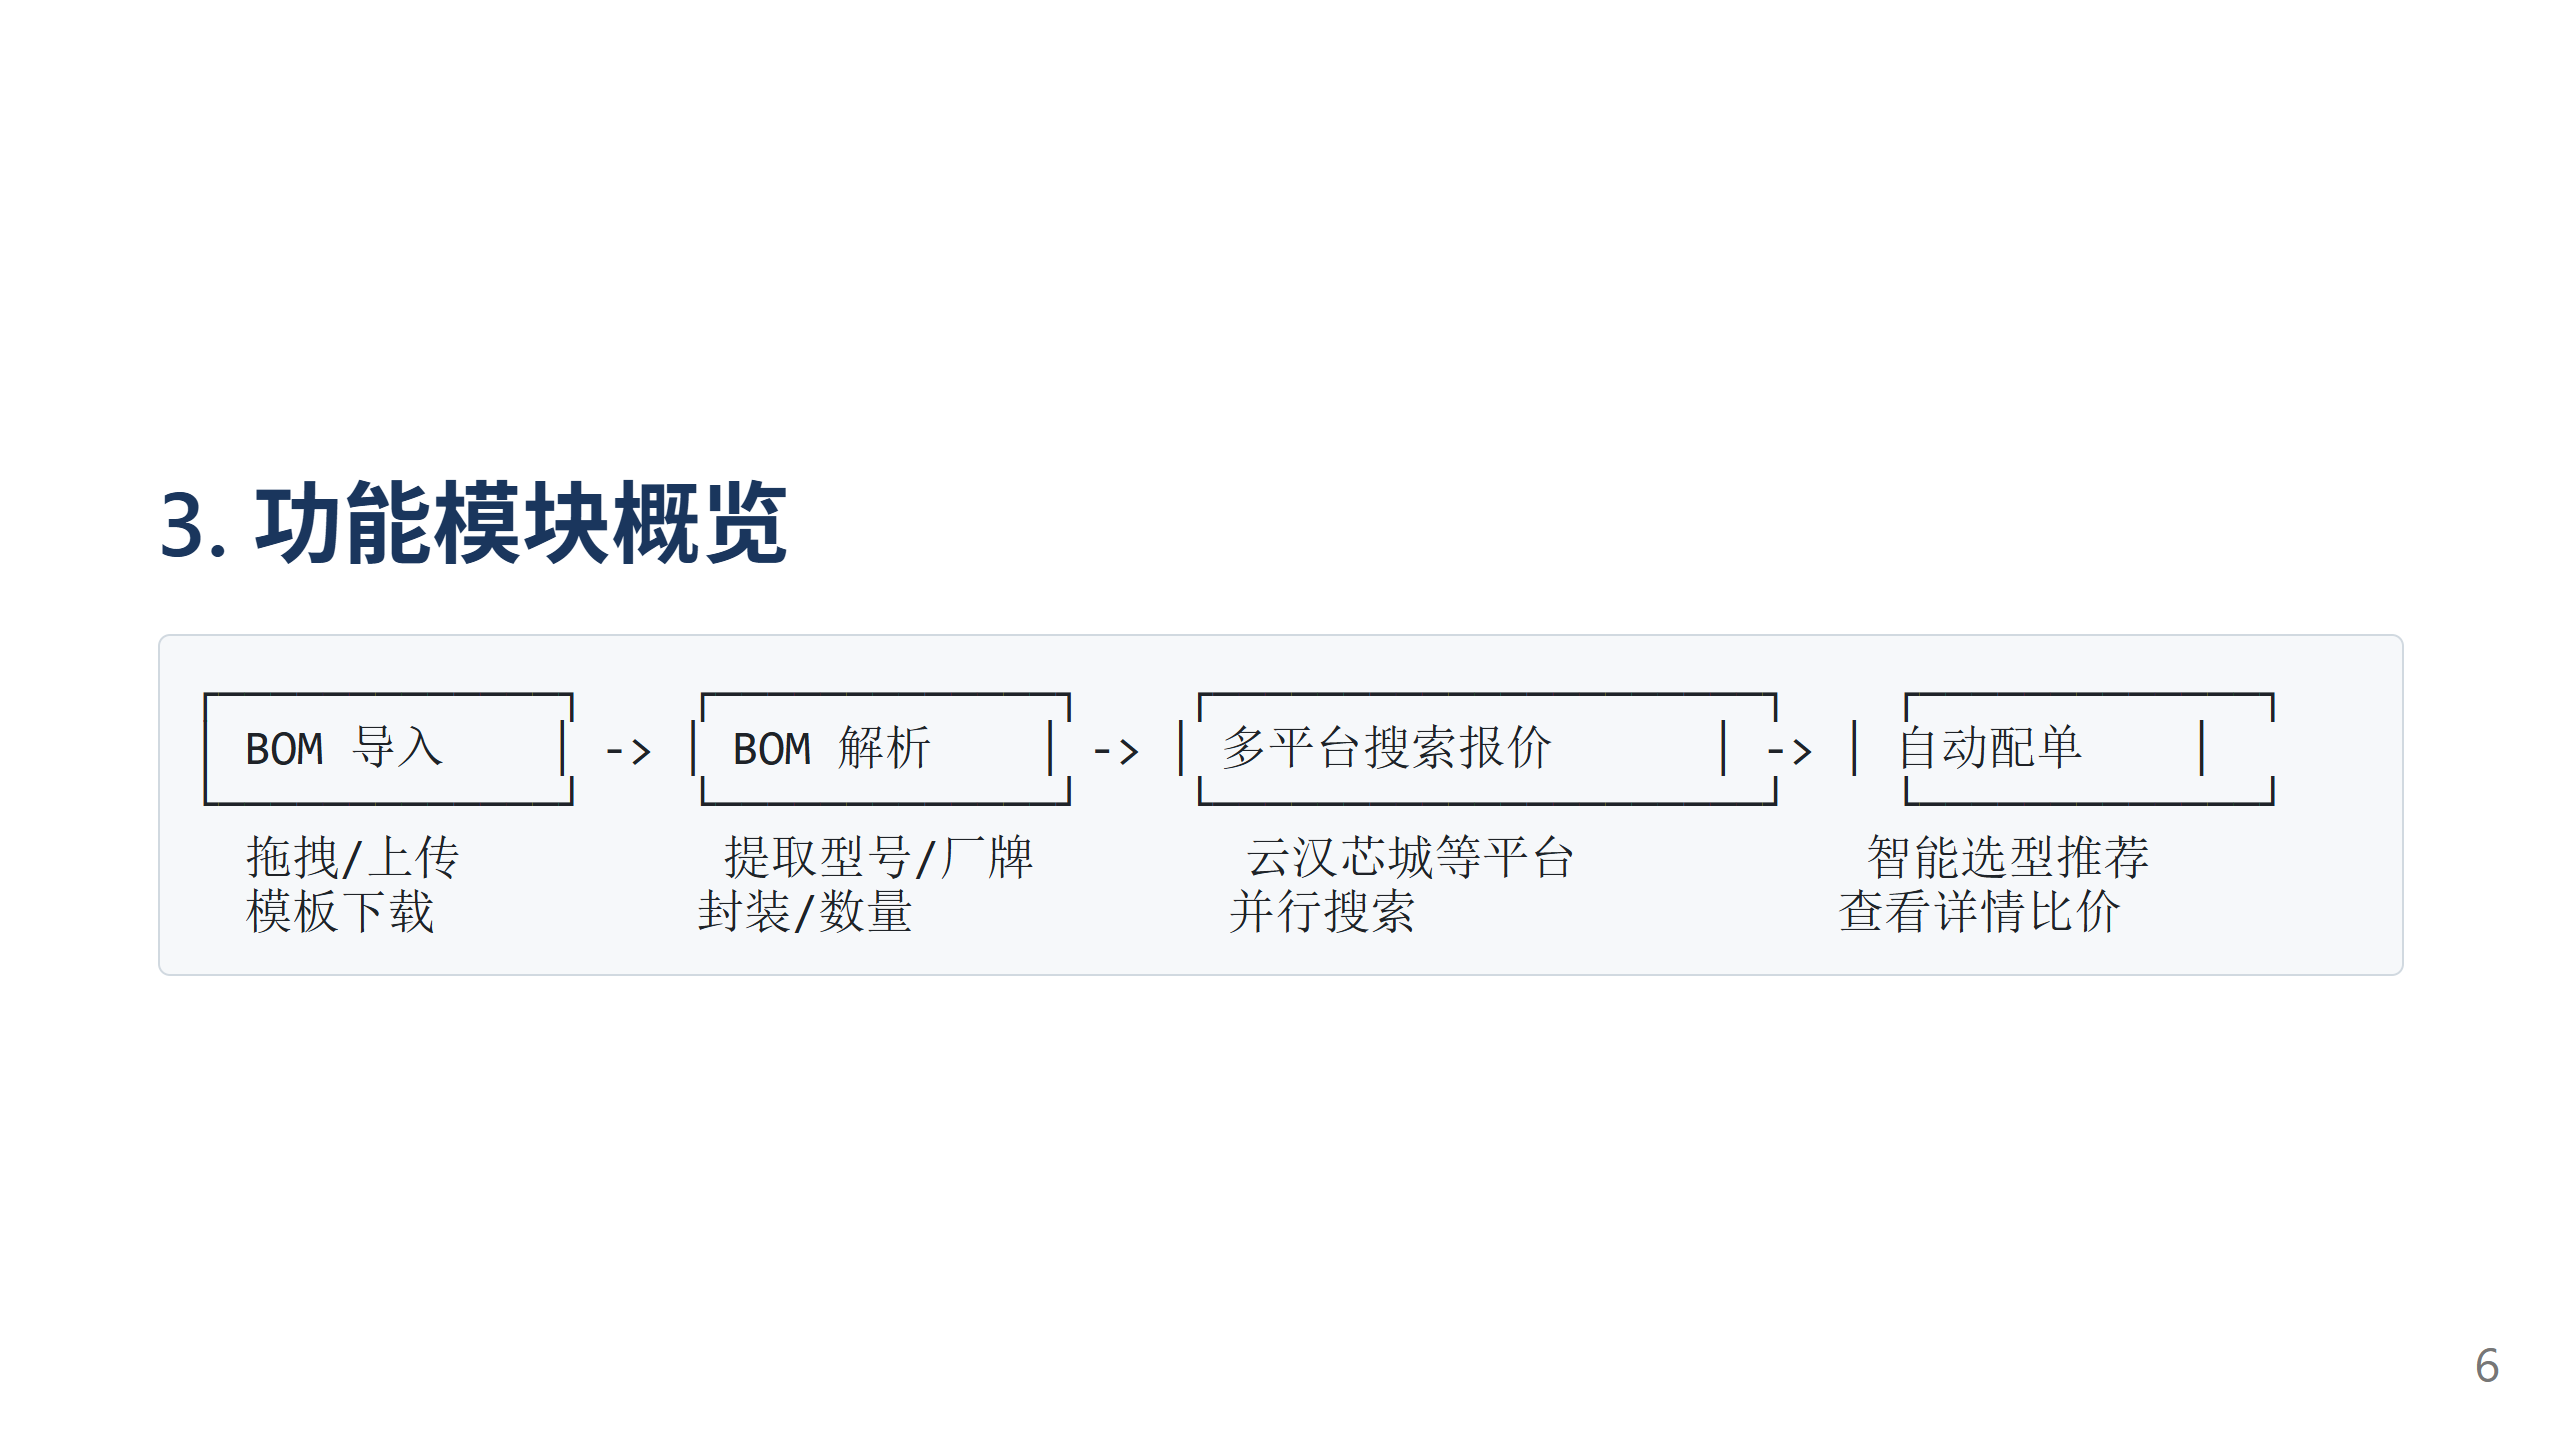 3. 功能模块概览
┌─────────────┐    ┌─────────────┐    ┌─────────────────────┐    ┌─────────────┐
│ BOM 导入    │ -> │ BOM 解析    │ -> │ 多平台搜索报价      │ -> │ 自动配单    │
└─────────────┘    └─────────────┘    └─────────────────────┘    └─────────────┘
拖拽/上传          提取型号/厂牌        云汉芯城等平台           智能选型推荐
模板下载          封装/数量            并行搜索                查看详情比价
6